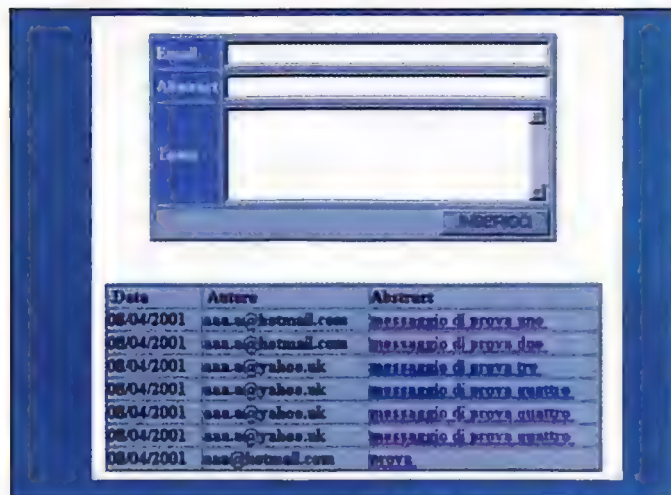 Email
Abstract
Testo
INSERISCI
Data Autore Abstract
08/04/2001 aaa.a@hotmail.com messaggio di prova uno
08/04/2001 aaa.a@hotmail.com messaggio di prova due
08/04/2001 aaa.a@yahoo.uk messaggio di prova tre
08/04/2001 aaa.a@yahoo.uk messaggio di prova quattro
08/04/2001 aaa.a@yahoo.uk messaggio di prova quattro
08/04/2001 aaa.a@yahoo.uk messaggio di prova quattro
08/04/2001 aaa@hotmail.com prova